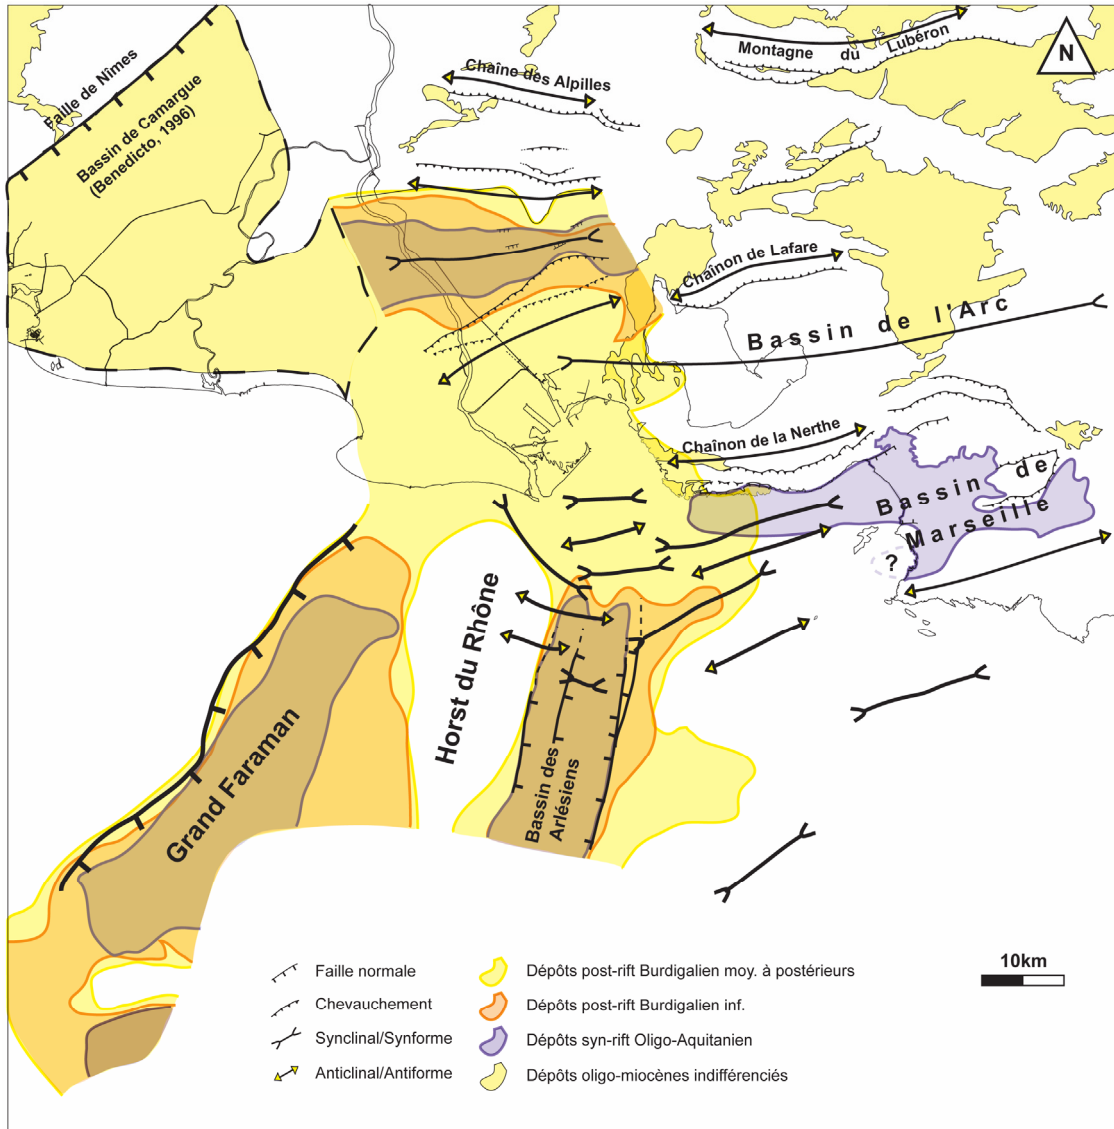 Faille de Nîmes
Bassin de Camargue
(Benedicto, 1996)
Chaîne des Alpilles
Montagne du Lubéron
N
Chaînon de Lafare
Bassin de l'Arc
Chaînon de la Nerthe
Bassin de
Marseille
?
Horst du Rhône
Grand Faraman
Bassin des
Arlésiens
10km
Faille normale
Chevauchement
Synclinal/Synforme
Anticlinal/Antiforme
Dépôts post-rift Burdigalien moy. à postérieurs
Dépôts post-rift Burdigalien inf.
Dépôts syn-rift Oligo-Aquitanien
Dépôts oligo-miocènes indifférenciés